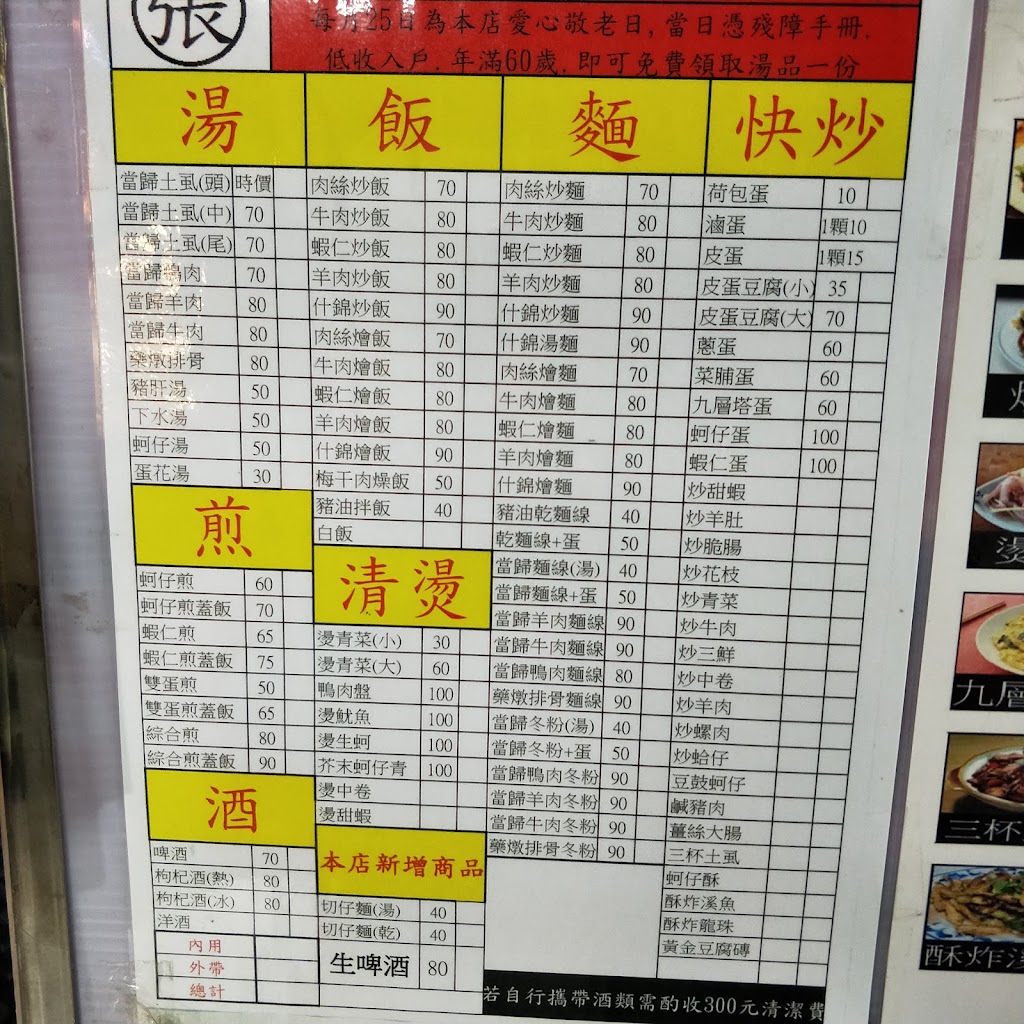 張
每月25日為本店愛心敬老日,當日憑殘障手冊.
低收入戶.年滿60歲.即可免費領取湯品一份
湯
當歸土虱(頭) 時價
當歸土虱(中) 70
當歸土虱(尾) 70
當歸鴨肉 70
當歸羊肉 80
當歸牛肉 80
藥燉排骨 80
豬肝湯 50
下水湯 50
蚵仔湯 50
蛋花湯 30
煎
蚵仔煎 60
蚵仔煎蓋飯 70
蝦仁煎 65
蝦仁煎蓋飯 75
雙蛋煎 50
雙蛋煎蓋飯 65
綜合煎 80
綜合煎蓋飯 90
酒
啤酒 70
枸杞酒(熱) 80
枸杞酒(冰) 80
洋酒
內用
外帶
總計
飯
肉絲炒飯 70
牛肉炒飯 80
蝦仁炒飯 80
羊肉炒飯 80
什錦炒飯 90
肉絲燴飯 70
牛肉燴飯 80
蝦仁燴飯 80
羊肉燴飯 80
什錦燴飯 90
梅干肉燥飯 50
豬油拌飯 40
白飯
清燙
燙青菜(小) 30
燙青菜(大) 60
鴨肉盤 100
燙魷魚 100
燙生蚵 100
芥末蚵仔青 100
燙中卷
燙甜蝦
本店新增商品
切仔麵(湯) 40
切仔麵(乾) 40
生啤酒 80
麵
肉絲炒麵 70
牛肉炒麵 80
蝦仁炒麵 80
羊肉炒麵 80
什錦炒麵 90
什錦湯麵 90
肉絲燴麵 70
牛肉燴麵 80
蝦仁燴麵 80
羊肉燴麵 80
什錦燴麵 90
豬油乾麵線 40
乾麵線+蛋 50
當歸麵線(湯) 40
當歸麵線+蛋 50
當歸羊肉麵線 90
當歸牛肉麵線 90
當歸鴨肉麵線 80
藥燉排骨麵線 90
當歸冬粉(湯) 40
當歸冬粉+蛋 50
當歸鴨肉冬粉 90
當歸羊肉冬粉 90
當歸牛肉冬粉 90
藥燉排骨冬粉 90
快炒
荷包蛋 10
滷蛋 1顆10
皮蛋 1顆15
皮蛋豆腐(小) 35
皮蛋豆腐(大) 70
蔥蛋 60
菜脯蛋 60
九層塔蛋 60
蚵仔蛋 100
蝦仁蛋 100
炒甜蝦
炒羊肚
炒脆腸
炒花枝
炒青菜
炒牛肉
炒三鮮
炒中卷
炒羊肉
炒螺肉
炒蛤仔
豆鼓蚵仔
鹹豬肉
薑絲大腸
三杯土虱
蚵仔酥
酥炸溪魚
酥炸龍珠
黃金豆腐磚
若自行攜帶酒類需酌收300元清潔費
燙
九層
三杯
酥炸